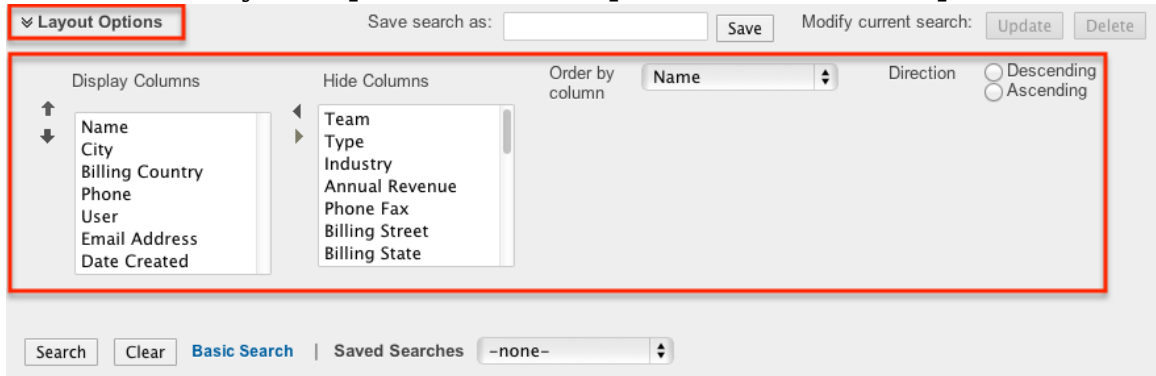 Layout Options
Save search as:
Save
Modify current search:
Update
Delete
Display Columns
Hide Columns
Order by
column
Name
Direction
Descending
Ascending
Name
City
Billing Country
Phone
User
Email Address
Date Created
Team
Type
Industry
Annual Revenue
Phone Fax
Billing Street
Billing State
Search
Clear
Basic Search
|
Saved Searches
-none-